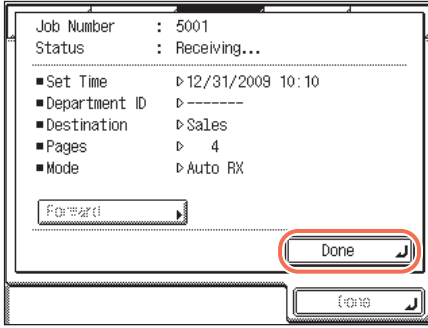 Job Number : 5001
Status : Receiving...
■Set Time ▷12/31/2009 10:10
■Department ID ▷-------
■Destination ▷Sales
■Pages ▷ 4
■Mode ▷Auto RX
Forward
Done
Done